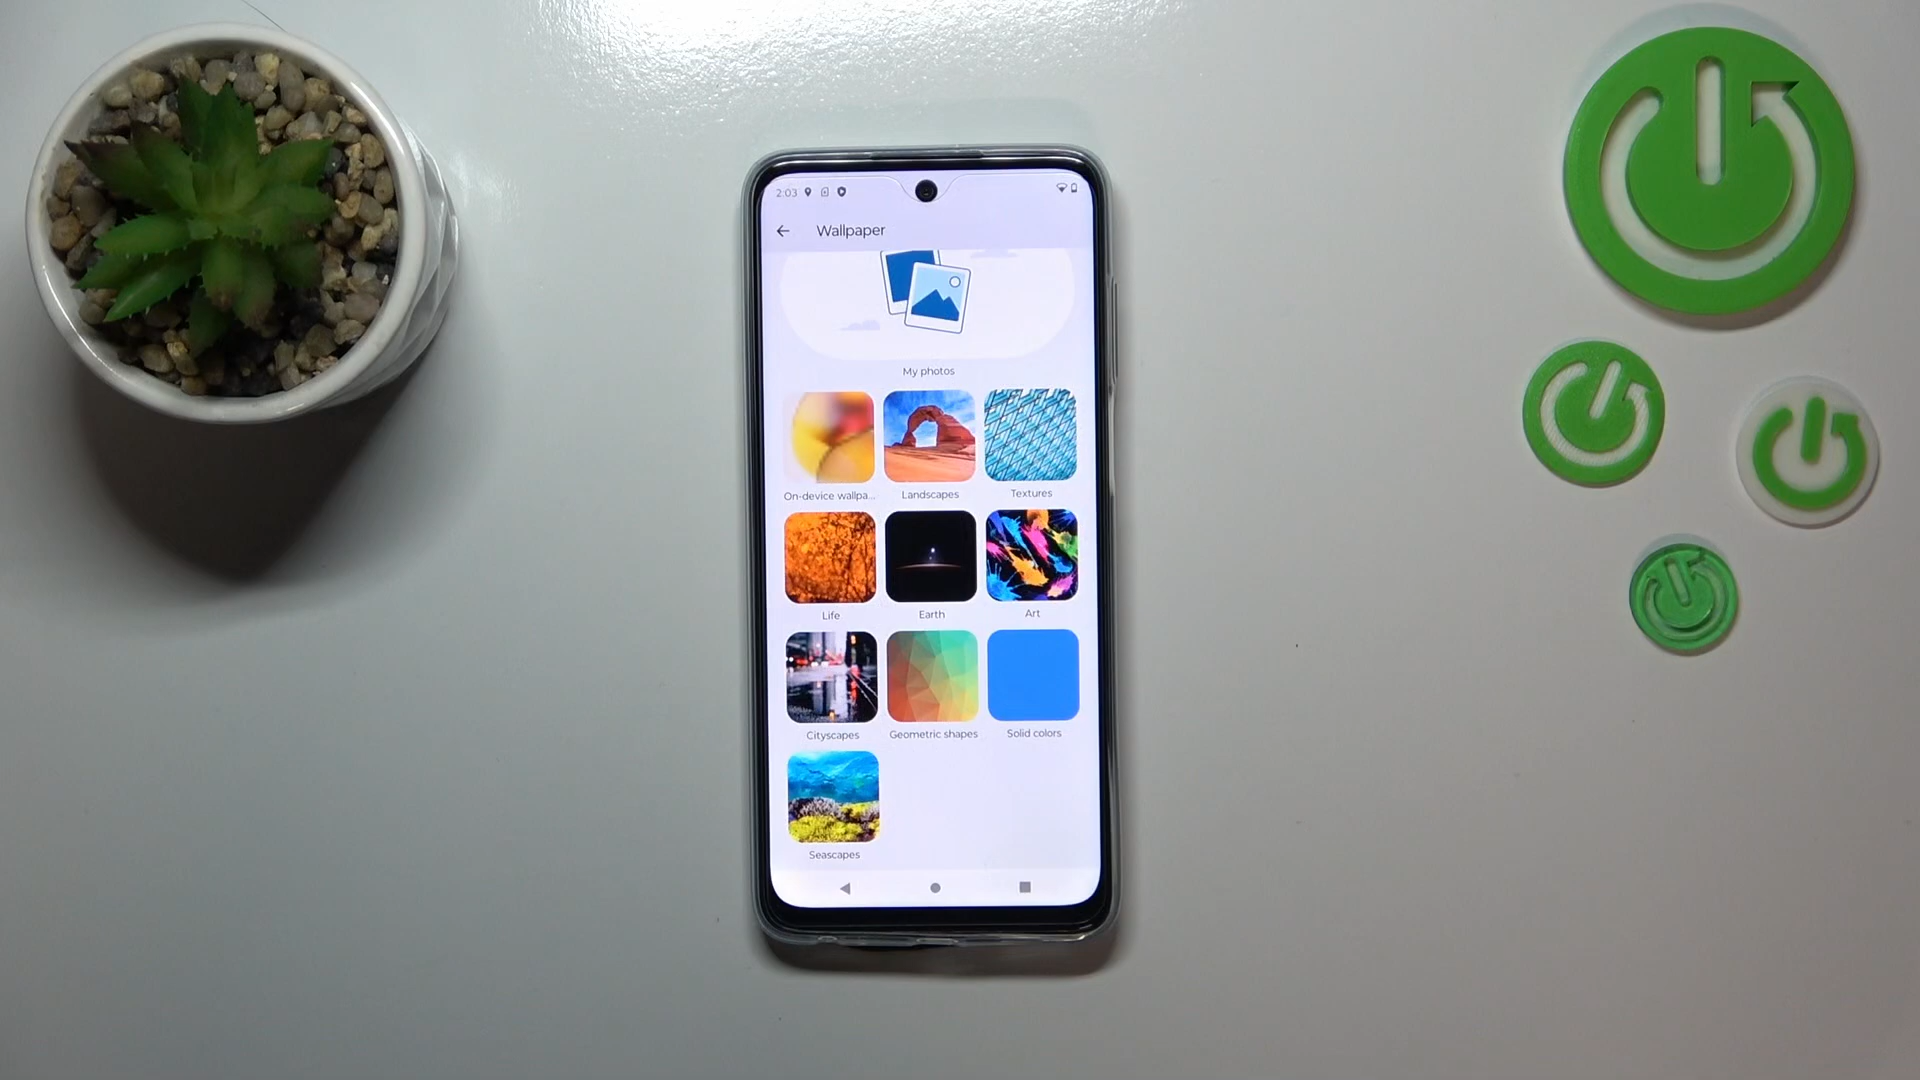 2:03
Wallpaper
My photos
On-device wallpa...
Landscapes
Textures
Life
Earth
Art
Cityscapes
Geometric shapes
Solid colors
Seascapes